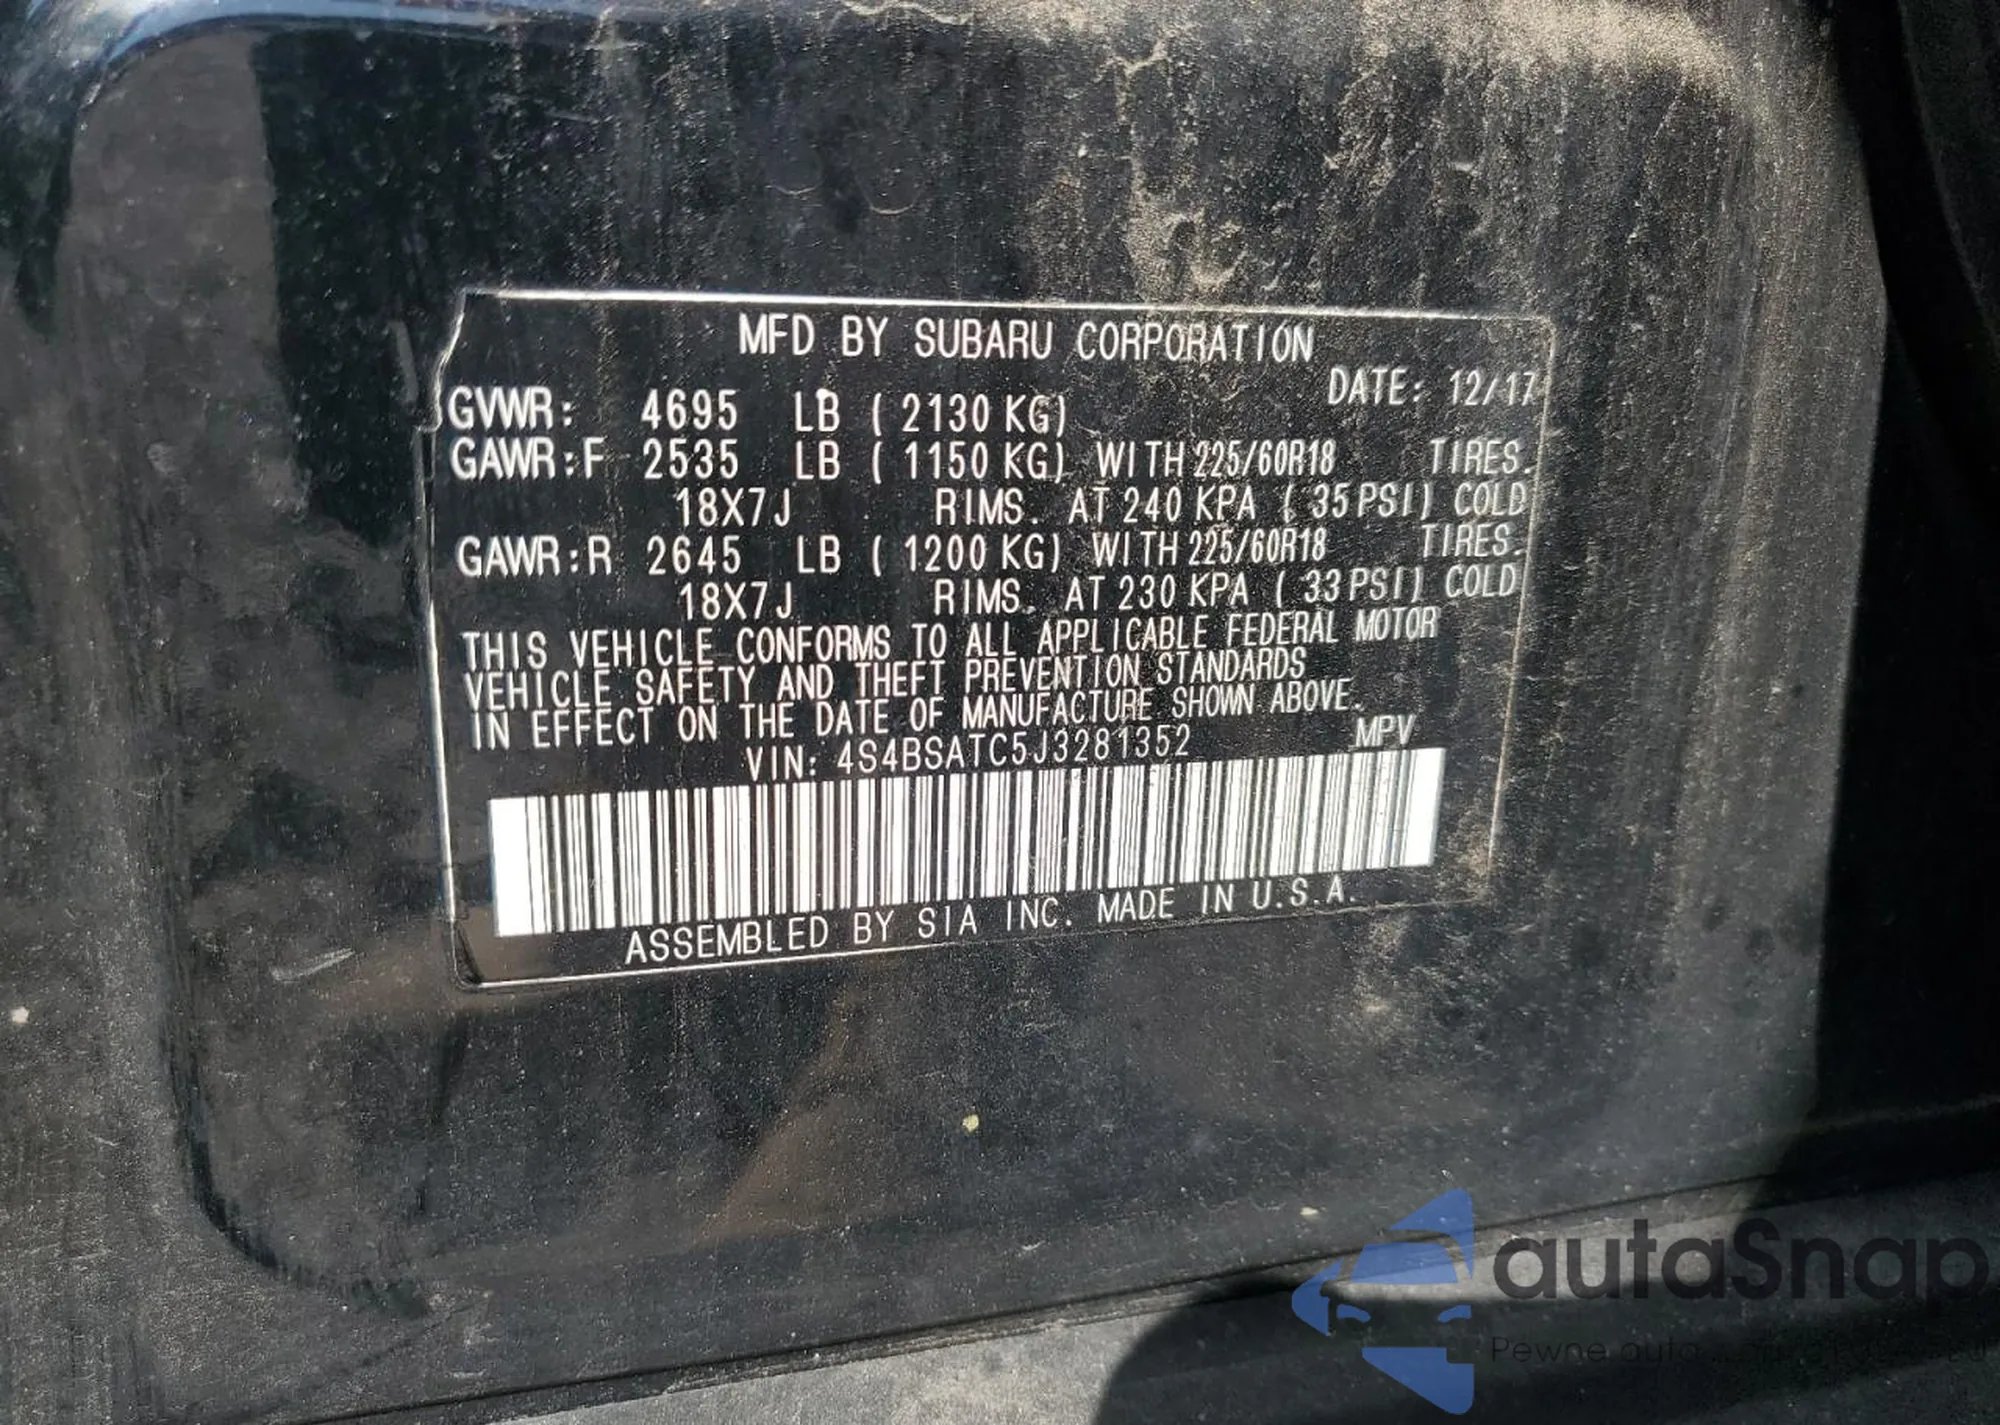 MFD BY SUBARU CORPORATION
DATE: 12/17
GVWR: 4695 LB ( 2130 KG)
GAWR:F 2535 LB ( 1150 KG) WITH 225/60R18 TIRES.
18X7J RIMS. AT 240 KPA ( 35 PSI) COLD
GAWR:R 2645 LB ( 1200 KG) WITH 225/60R18 TIRES.
18X7J RIMS. AT 230 KPA ( 33 PSI) COLD
THIS VEHICLE CONFORMS TO ALL APPLICABLE FEDERAL MOTOR
VEHICLE SAFETY AND THEFT PREVENTION STANDARDS
IN EFFECT ON THE DATE OF MANUFACTURE SHOWN ABOVE.
VIN: 4S4BSATC5J3281352 MPV
ASSEMBLED BY SIA INC. MADE IN U.S.A.
autaSnap
Pewne auta